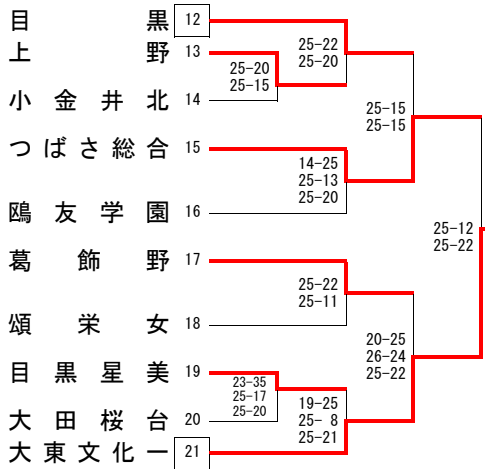 目黒 12
上野 13
25-22
25-20
25-20
25-15
小金井北 14
25-15
25-15
つばさ総合 15
14-25
25-13
25-20
鴎友学園 16
25-12
25-22
葛飾野 17
25-22
25-11
頌栄女 18
20-25
26-24
25-22
目黒星美 19
23-35
25-17
25-20
大田桜台 20
19-25
25- 8
25-21
大東文化一 21